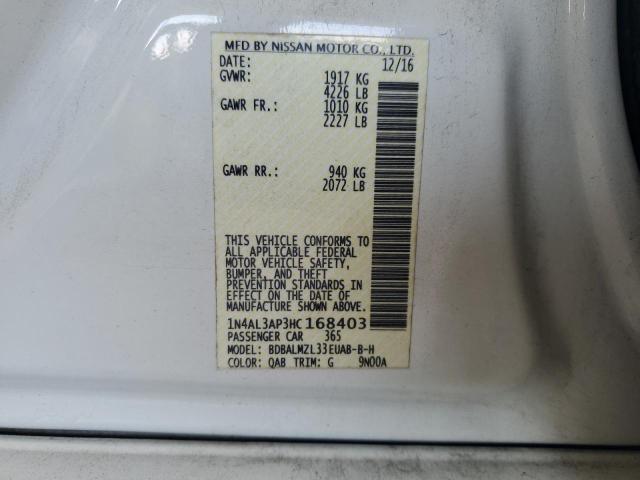 MFD BY NISSAN MOTOR CO., LTD.
DATE: 12/16
GVWR: 1917 KG
4226 LB
GAWR FR.: 1010 KG
2227 LB
GAWR RR.: 940 KG
2072 LB
THIS VEHICLE CONFORMS TO
ALL APPLICABLE FEDERAL
MOTOR VEHICLE SAFETY,
BUMPER, AND THEFT
PREVENTION STANDARDS IN
EFFECT ON THE DATE OF
MANUFACTURE SHOWN ABOVE.
1N4AL3AP3HC168403
PASSENGER CAR 365
MODEL: BDBALMZL33EUAB-B-H
COLOR: QAB TRIM: G 9N00A